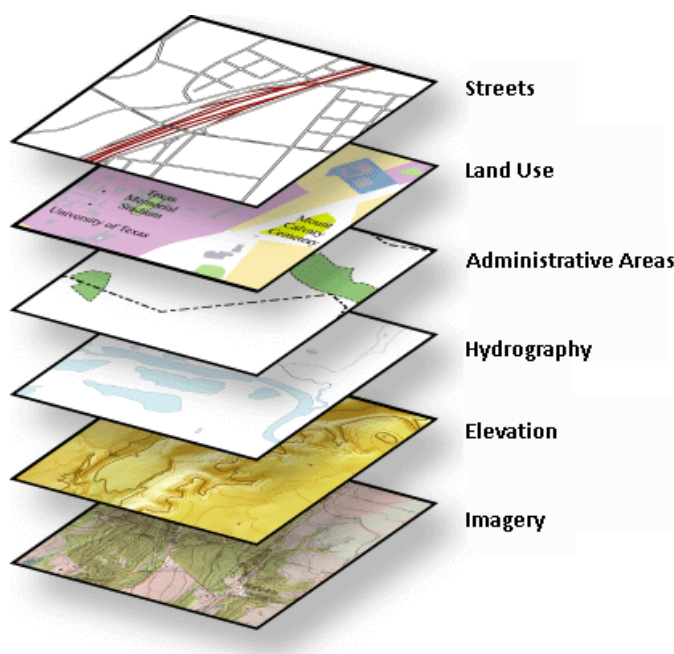 Streets
Land Use
Texas
Memorial
Stadium
University of Texas
Mount
Calvary
Cemetery
Administrative Areas
Hydrography
Elevation
Imagery